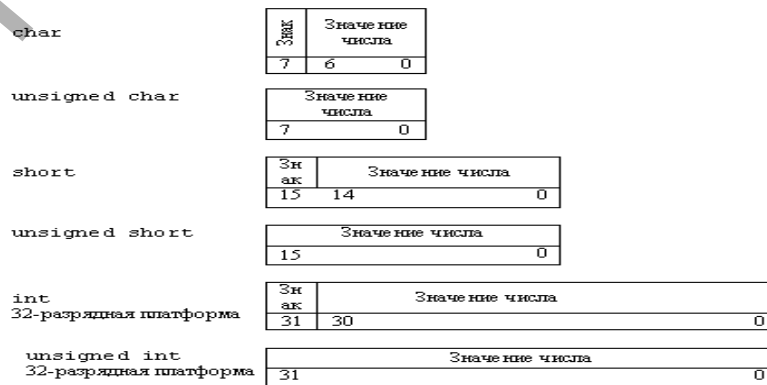 char
Знак
Значение
числа
7 6 0
unsigned char
Значение
числа
7 0
short
Зн
ак
Значение числа
15 14 0
unsigned short
Значение числа
15 0
int
32-разрядная платформа
Зн
ак
Значение числа
31 30 0
unsigned int
32-разрядная платформа
Значение числа
31 0